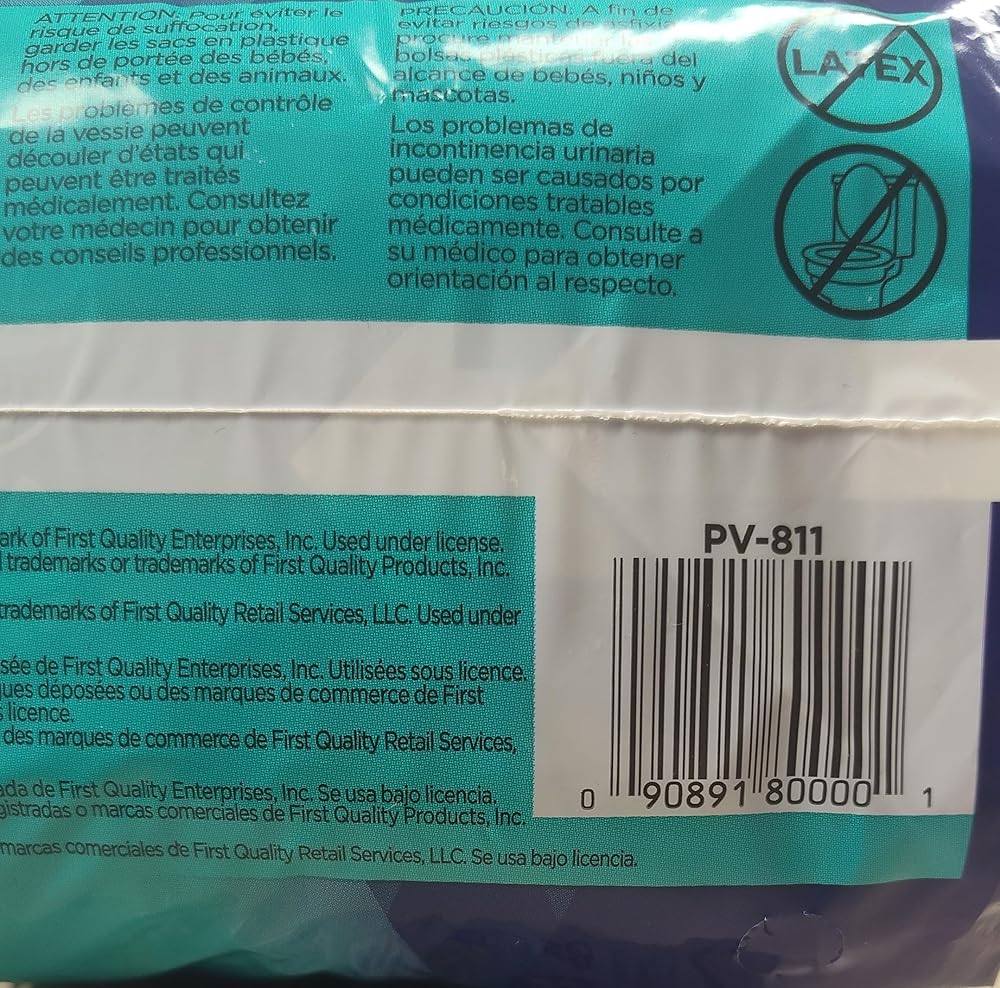 ATTENTION: Pour éviter le
risque de suffocation,
garder les sacs en plastique
hors de portée des bébés,
des enfants et des animaux.
Les problèmes de contrôle
de la vessie peuvent
découler d'états qui
peuvent être traités
médicalement. Consultez
votre médecin pour obtenir
des conseils professionnels.
PRECAUCIÓN: A fin de
evitar riesgos de asfixia
procure mantener
bolsas plásticas fuera del
alcance de bebés, niños y
mascotas.
Los problemas de
incontinencia urinaria
pueden ser causados por
condiciones tratables
médicamente. Consulte a
su médico para obtener
orientación al respecto.
LATEX
ark of First Quality Enterprises, Inc. Used under license.
trademarks or trademarks of First Quality Products, Inc.
trademarks of First Quality Retail Services, LLC. Used under
sée de First Quality Enterprises, Inc. Utilisées sous licence.
ques déposées ou des marques de commerce de First
licence.
des marques de commerce de First Quality Retail Services,
ada de First Quality Enterprises, Inc. Se usa bajo licencia.
gistradas o marcas comerciales de First Quality Products, Inc.
marcas comerciales de First Quality Retail Services, LLC. Se usa bajo licencia.
PV-811
0 90891 80000 1